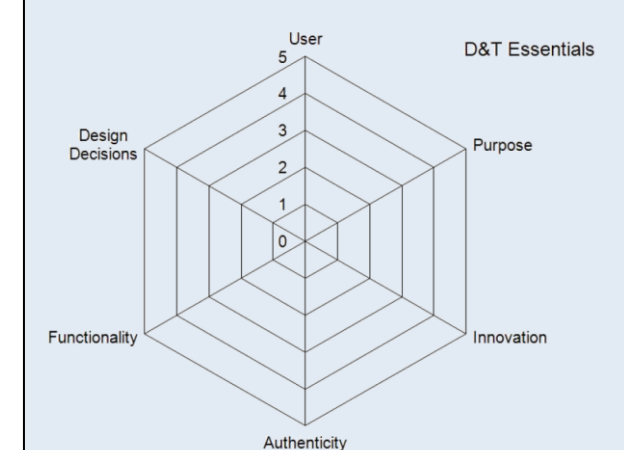 User
D&T Essentials
5
4
3
2
1
0
Design
Decisions
Purpose
Functionality
Innovation
Authenticity